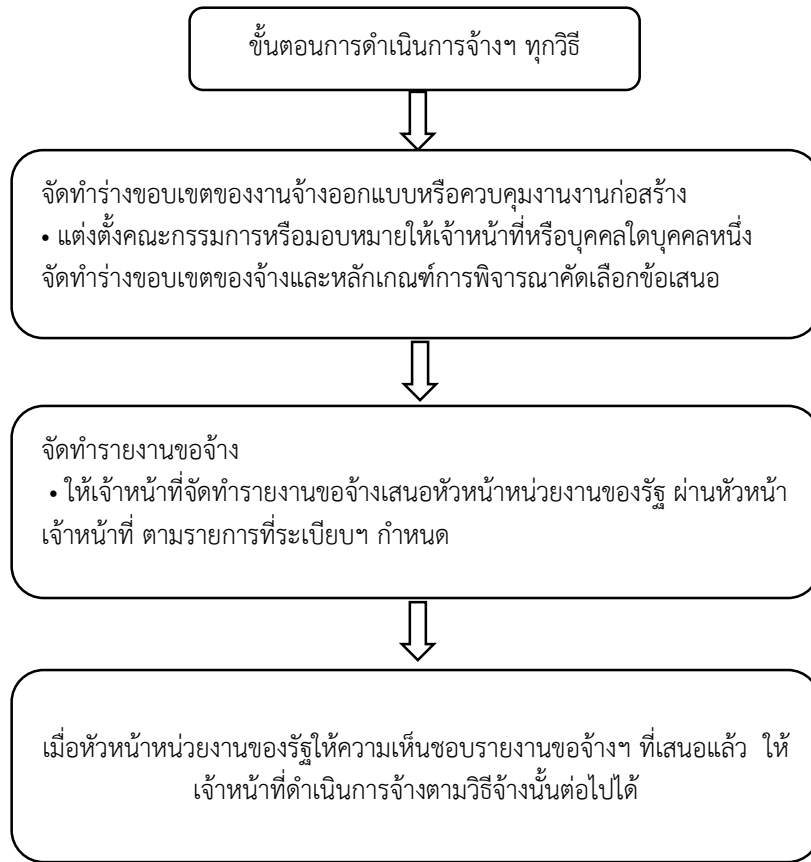 ขั้นตอนการดำเนินการจ้างฯ ทุกวิธี
จัดทำร่างขอบเขตของงานจ้างออกแบบหรือควบคุมงานงานก่อสร้าง
• แต่งตั้งคณะกรรมการหรือมอบหมายให้เจ้าหน้าที่หรือบุคคลใดบุคคลหนึ่ง
จัดทำร่างขอบเขตของจ้างและหลักเกณฑ์การพิจารณาคัดเลือกข้อเสนอ
จัดทำรายงานขอจ้าง
• ให้เจ้าหน้าที่จัดทำรายงานขอจ้างเสนอหัวหน้าหน่วยงานของรัฐ ผ่านหัวหน้า
เจ้าหน้าที่ ตามรายการที่ระเบียบฯ กำหนด
เมื่อหัวหน้าหน่วยงานของรัฐให้ความเห็นชอบรายงานขอจ้างฯ ที่เสนอแล้ว ให้
เจ้าหน้าที่ดำเนินการจ้างตามวิธีจ้างนั้นต่อไปได้